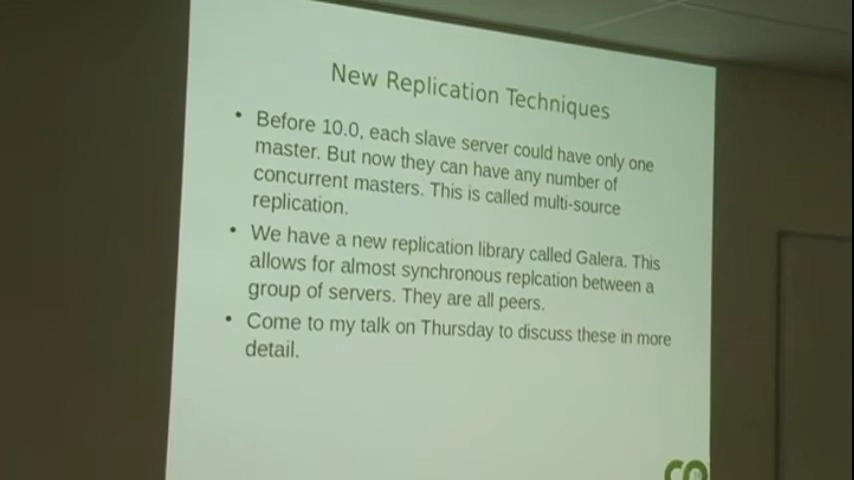 New Replication Techniques
• Before 10.0, each slave server could have only one
master. But now they can have any number of
concurrent masters. This is called multi-source
replication.
• We have a new replication library called Galera. This
allows for almost synchronous replcation between a
group of servers. They are all peers.
• Come to my talk on Thursday to discuss these in more
detail.